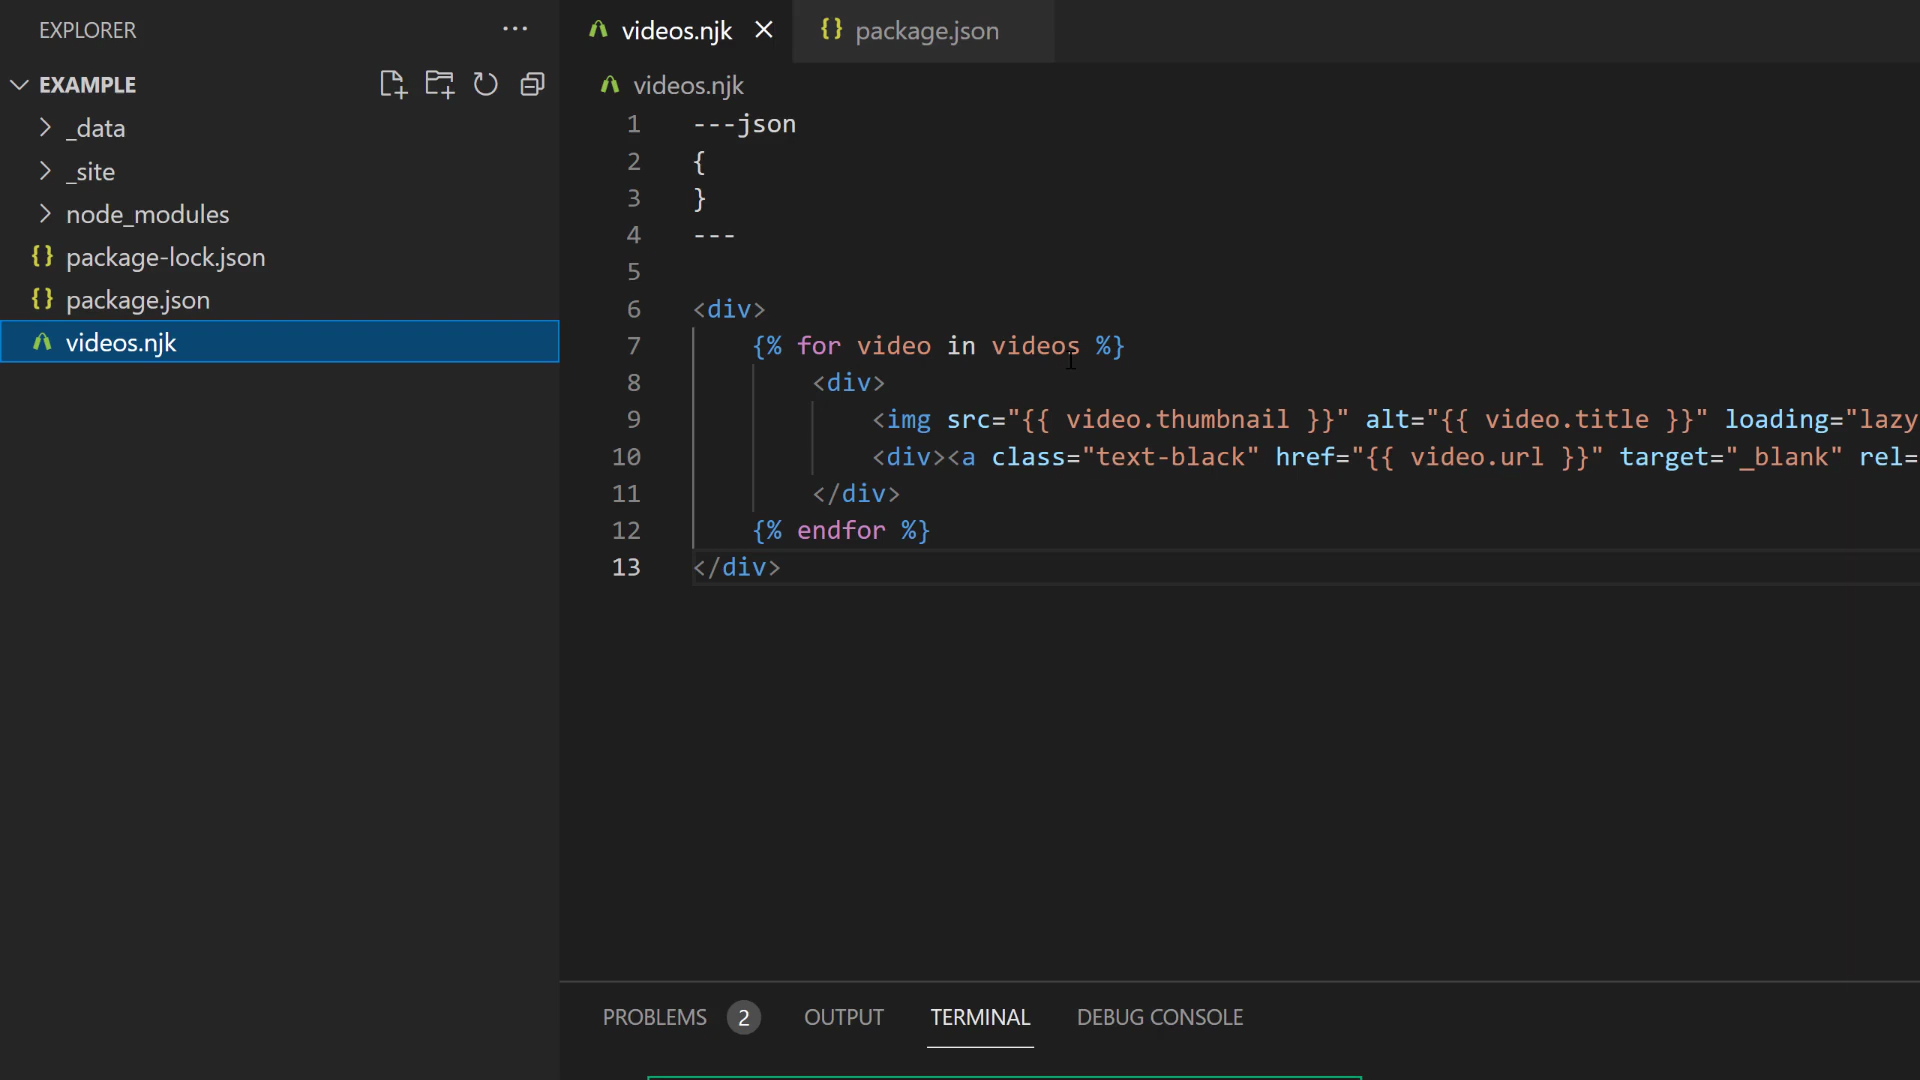 EXPLORER ...
EXAMPLE
_data
_site
node_modules
{} package-lock.json
{} package.json
videos.njk
videos.njk
{} package.json
videos.njk
1 ---json
2 {
3 }
4 ---
5
6 <div>
7 {% for video in videos %}
8 <div>
9 <img src="{{ video.thumbnail }}" alt="{{ video.title }}" loading="lazy
10 <div><a class="text-black" href="{{ video.url }}" target="_blank" rel=
11 </div>
12 {% endfor %}
13 </div>
PROBLEMS 2 OUTPUT TERMINAL DEBUG CONSOLE